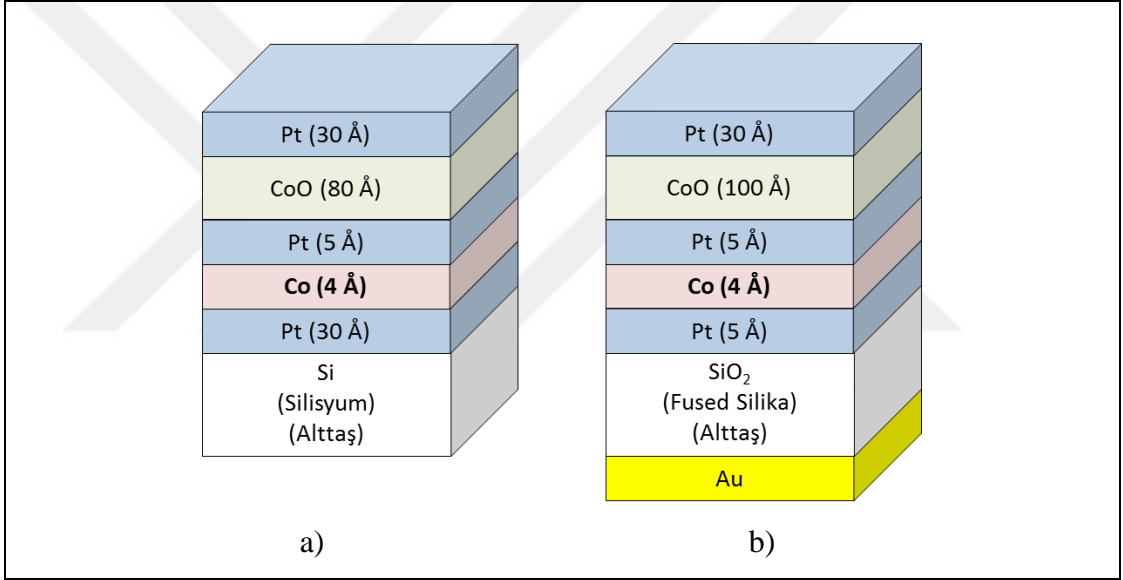 Pt (30 Å)
CoO (80 Å)
Pt (5 Å)
Co (4 Å)
Pt (30 Å)
Si
(Silisyum)
(Alttaş)
a)
Pt (30 Å)
CoO (100 Å)
Pt (5 Å)
Co (4 Å)
Pt (5 Å)
SiO₂
(Fused Silika)
(Alttaş)
Au
b)